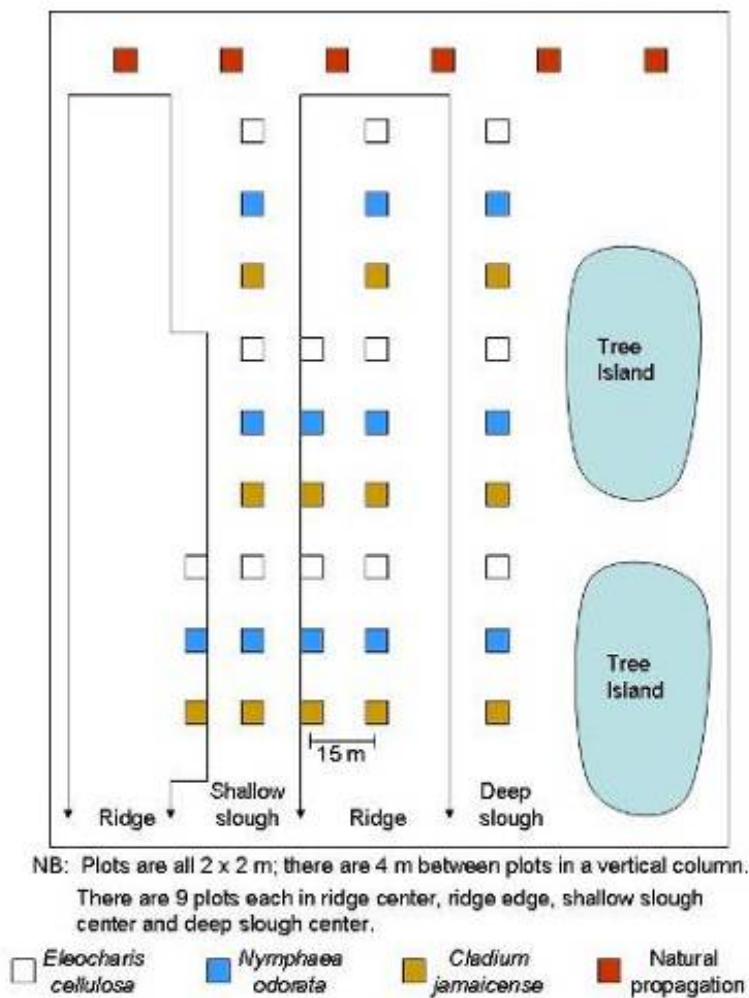 Tree
Island
Tree
Island
15 m
Ridge
Shallow
slough
Ridge
Deep
slough
NB: Plots are all 2 x 2 m; there are 4 m between plots in a vertical column.
There are 9 plots each in ridge center, ridge edge, shallow slough
center and deep slough center.
Eleocharis
cellulosa
Nymphaea
odorata
Cladium
jamaicense
Natural
propagation